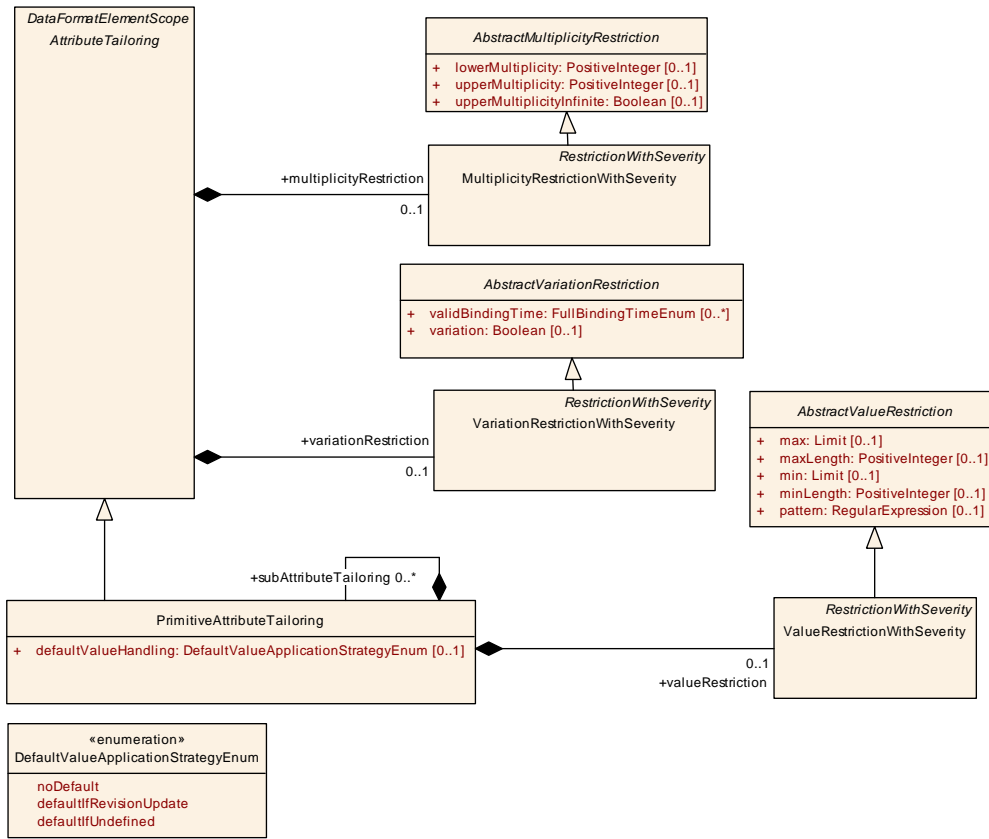 DataFormatElementScope
AttributeTailoring
AbstractMultiplicityRestriction
+ lowerMultiplicity: PositiveInteger [0..1]
+ upperMultiplicity: PositiveInteger [0..1]
+ upperMultiplicityInfinite: Boolean [0..1]
RestrictionWithSeverity
MultiplicityRestrictionWithSeverity
+multiplicityRestriction
0..1
AbstractVariationRestriction
+ validBindingTime: FullBindingTimeEnum [0..*]
+ variation: Boolean [0..1]
RestrictionWithSeverity
VariationRestrictionWithSeverity
+variationRestriction
0..1
AbstractValueRestriction
+ max: Limit [0..1]
+ maxLength: PositiveInteger [0..1]
+ min: Limit [0..1]
+ minLength: PositiveInteger [0..1]
+ pattern: RegularExpression [0..1]
+subAttributeTailoring 0..*
PrimitiveAttributeTailoring
+ defaultValueHandling: DefaultValueApplicationStrategyEnum [0..1]
RestrictionWithSeverity
ValueRestrictionWithSeverity
0..1
+valueRestriction
«enumeration»
DefaultValueApplicationStrategyEnum
noDefault
defaultIfRevisionUpdate
defaultIfUndefined